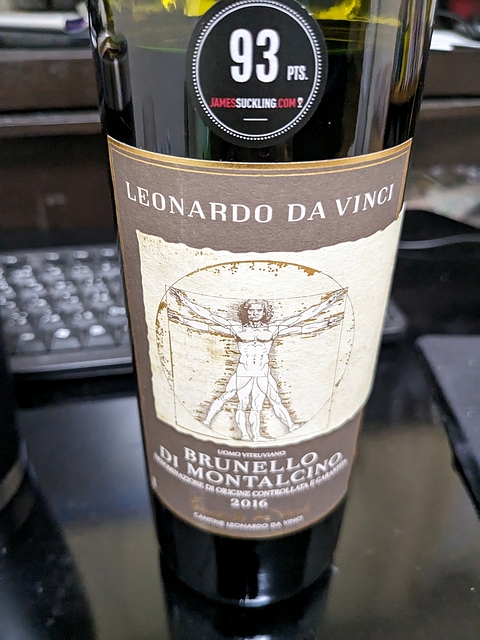 93 PTS.
JAMESSUCKLING.COM
LEONARDO DA VINCI
UOMO VITRUVIANO
BRUNELLO
DI MONTALCINO
DENOMINAZIONE DI ORIGINE CONTROLLATA E GARANTITA
2016
CANTINE LEONARDO DA VINCI